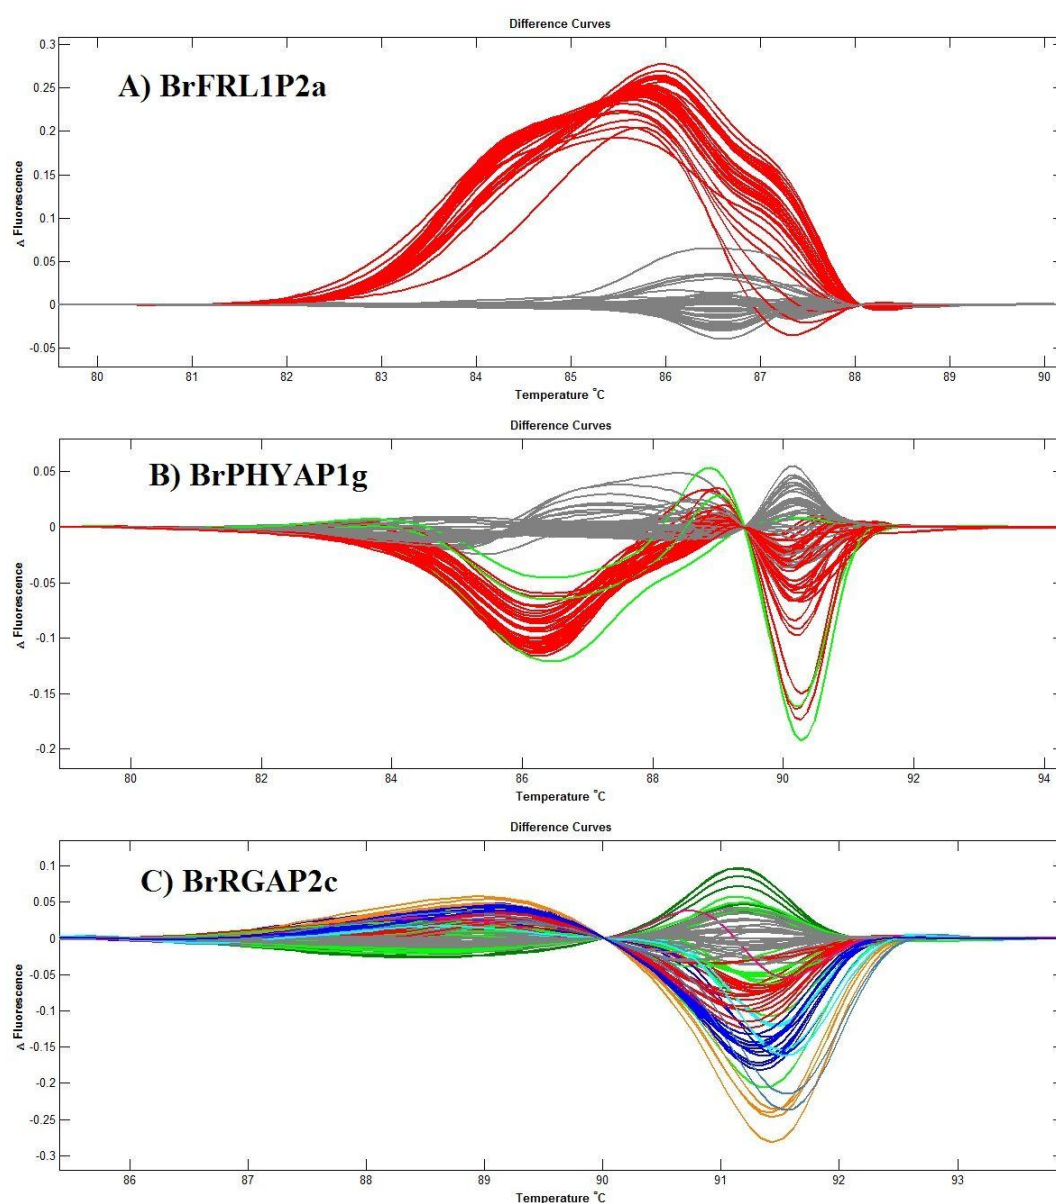 Difference Curves
A) BrFRL1P2a
0.3
0.25
0.2
0.15
0.1
0.05
0
-0.05
Δ Fluorescence
80 81 82 83 84 85 86 87 88 89 90
Temperature °C
Difference Curves
B) BrPHYAP1g
0.05
0
-0.05
-0.1
-0.15
-0.2
Δ Fluorescence
80 82 84 86 88 90 92 94
Temperature °C
Difference Curves
C) BrRGAP2c
0.1
0.05
0
-0.05
-0.1
-0.15
-0.2
-0.25
-0.3
Δ Fluorescence
86 87 88 89 90 91 92 93
Temperature °C